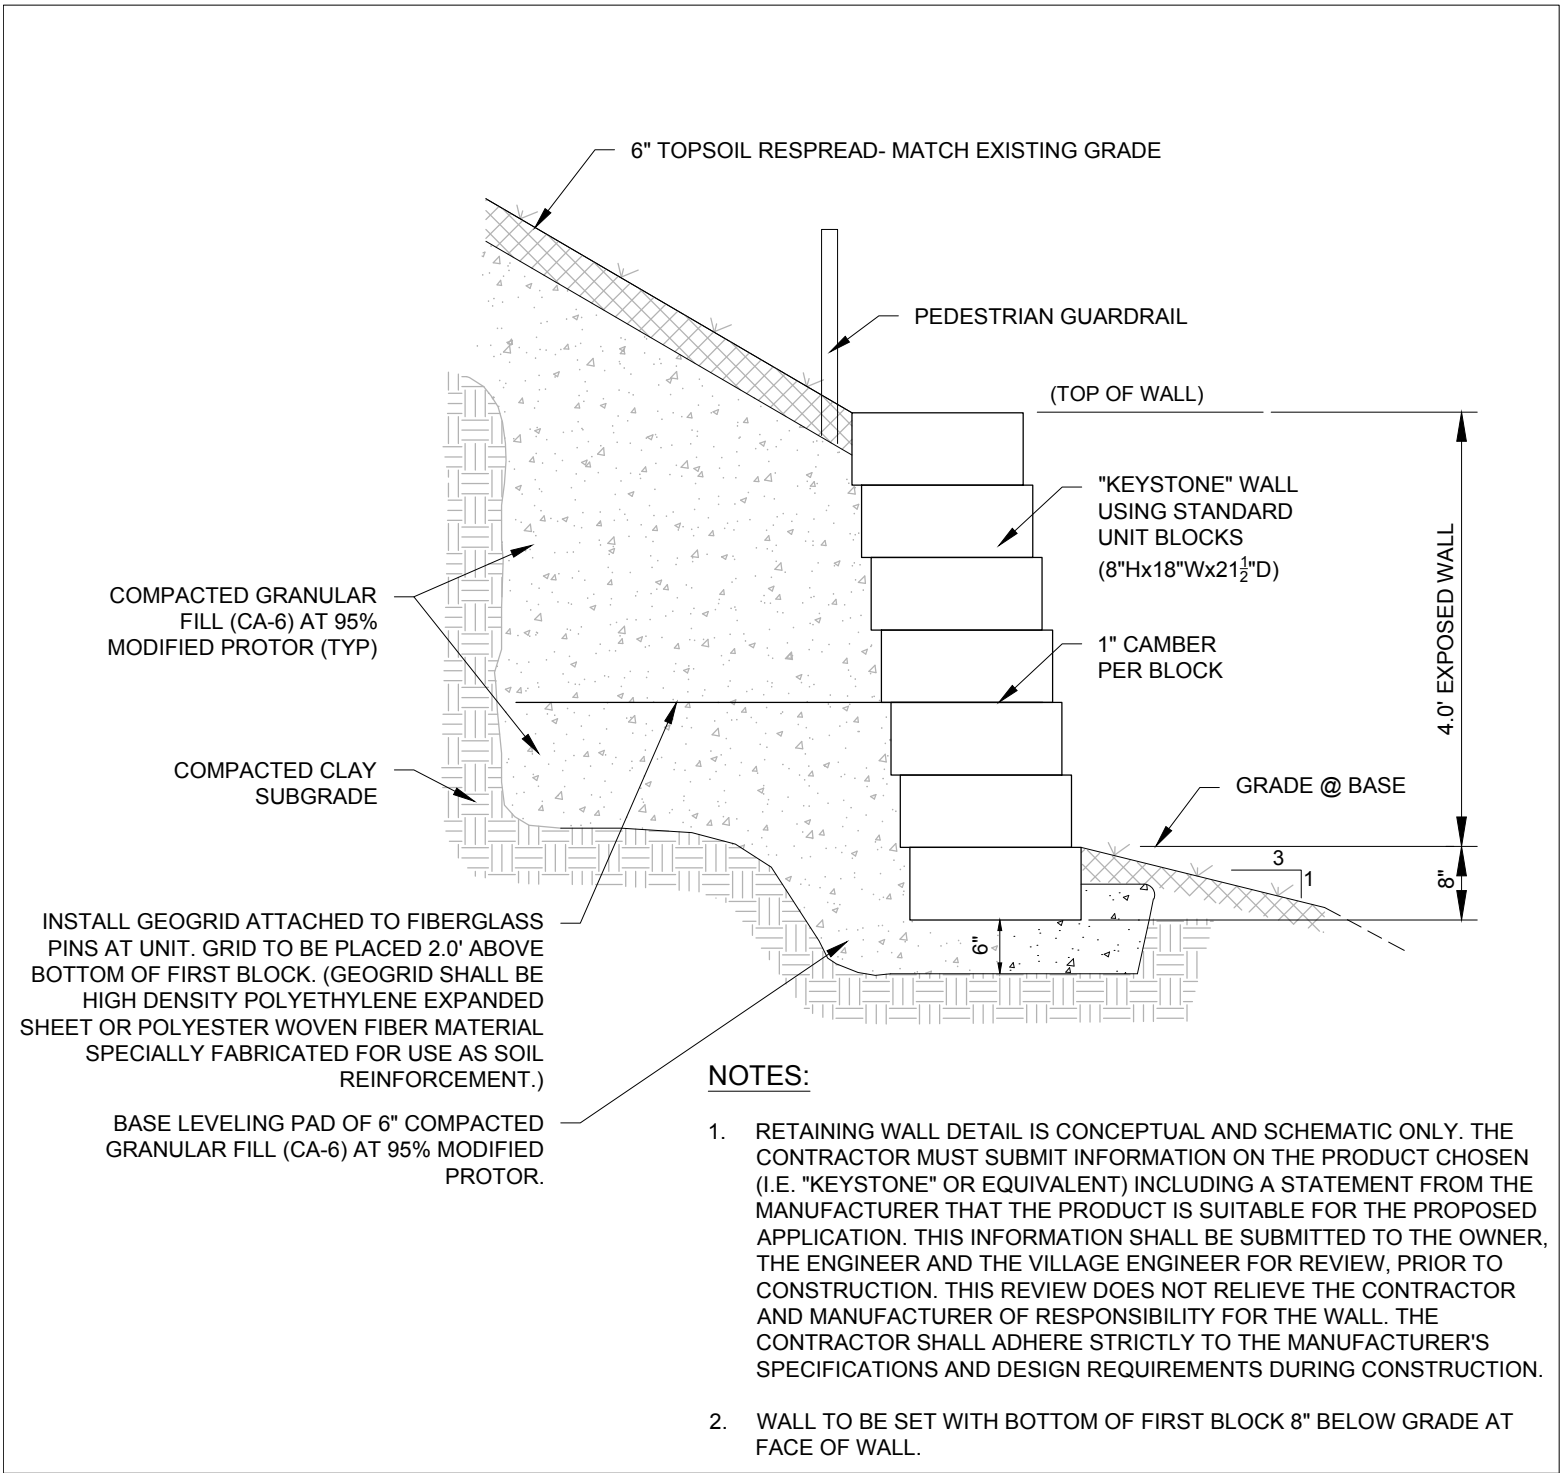 6" TOPSOIL RESPREAD- MATCH EXISTING GRADE
PEDESTRIAN GUARDRAIL
(TOP OF WALL)
"KEYSTONE" WALL
USING STANDARD
UNIT BLOCKS
(8"Hx18"Wx21½"D)
4.0' EXPOSED WALL
COMPACTED GRANULAR
FILL (CA-6) AT 95%
MODIFIED PROTOR (TYP)
1" CAMBER
PER BLOCK
COMPACTED CLAY
SUBGRADE
GRADE @ BASE
3
1
8"
6"
INSTALL GEOGRID ATTACHED TO FIBERGLASS
PINS AT UNIT. GRID TO BE PLACED 2.0' ABOVE
BOTTOM OF FIRST BLOCK. (GEOGRID SHALL BE
HIGH DENSITY POLYETHYLENE EXPANDED
SHEET OR POLYESTER WOVEN FIBER MATERIAL
SPECIALLY FABRICATED FOR USE AS SOIL
REINFORCEMENT.)
BASE LEVELING PAD OF 6" COMPACTED
GRANULAR FILL (CA-6) AT 95% MODIFIED
PROTOR.
NOTES:
1. RETAINING WALL DETAIL IS CONCEPTUAL AND SCHEMATIC ONLY. THE
CONTRACTOR MUST SUBMIT INFORMATION ON THE PRODUCT CHOSEN
(I.E. "KEYSTONE" OR EQUIVALENT) INCLUDING A STATEMENT FROM THE
MANUFACTURER THAT THE PRODUCT IS SUITABLE FOR THE PROPOSED
APPLICATION. THIS INFORMATION SHALL BE SUBMITTED TO THE OWNER,
THE ENGINEER AND THE VILLAGE ENGINEER FOR REVIEW, PRIOR TO
CONSTRUCTION. THIS REVIEW DOES NOT RELIEVE THE CONTRACTOR
AND MANUFACTURER OF RESPONSIBILITY FOR THE WALL. THE
CONTRACTOR SHALL ADHERE STRICTLY TO THE MANUFACTURER'S
SPECIFICATIONS AND DESIGN REQUIREMENTS DURING CONSTRUCTION.
2. WALL TO BE SET WITH BOTTOM OF FIRST BLOCK 8" BELOW GRADE AT
FACE OF WALL.